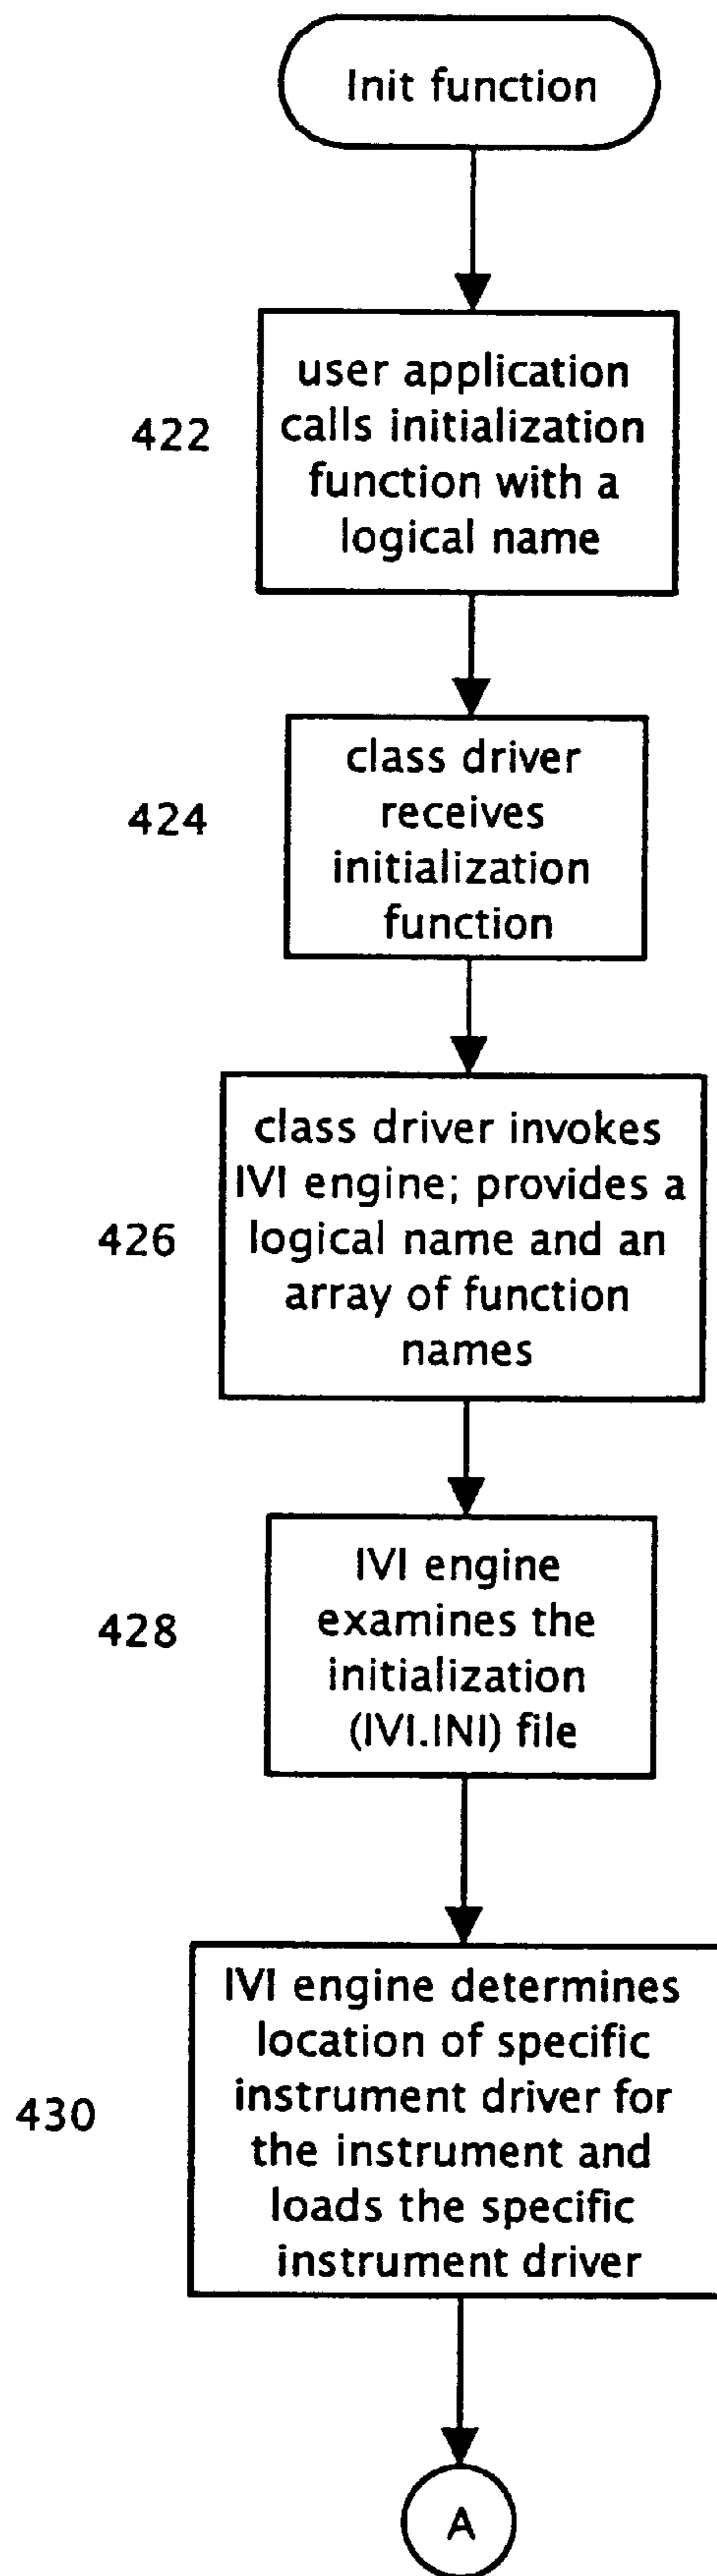 Init function
422
user application
calls initialization
function with a
logical name
424
class driver
receives
initialization
function
426
class driver invokes
IVI engine; provides a
logical name and an
array of function
names
428
IVI engine
examines the
initialization
(IVI.INI) file
430
IVI engine determines
location of specific
instrument driver for
the instrument and
loads the specific
instrument driver
A